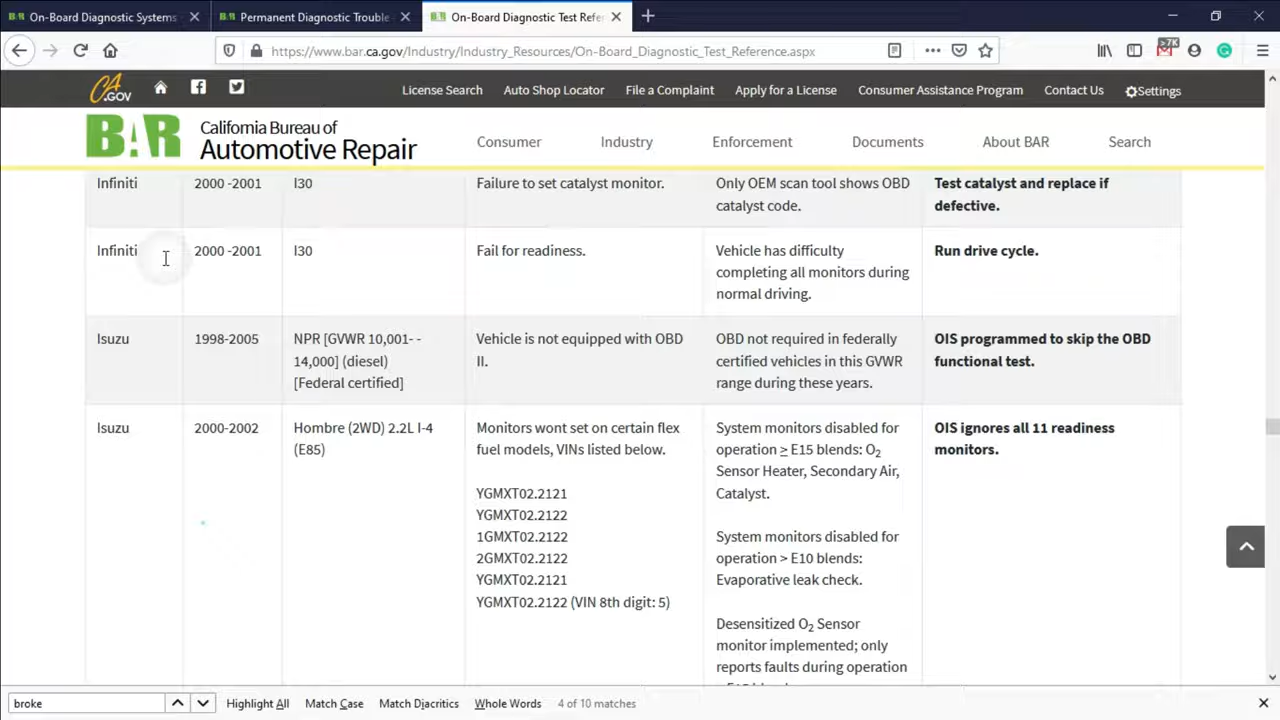 On-Board Diagnostic Systems
Permanent Diagnostic Trouble
On-Board Diagnostic Test Refer
https://www.bar.ca.gov/Industry/Industry_Resources/On-Board_Diagnostic_Test_Reference.aspx
CA.GOV
License Search Auto Shop Locator File a Complaint Apply for a License Consumer Assistance Program Contact Us Settings
BAR
California Bureau of
Automotive Repair
Consumer Industry Enforcement Documents About BAR Search
Infiniti 2000 -2001 I30 Failure to set catalyst monitor. Only OEM scan tool shows OBD Test catalyst and replace if
catalyst code. defective.
Infiniti 2000 -2001 I30 Fail for readiness. Vehicle has difficulty Run drive cycle.
completing all monitors during
normal driving.
Isuzu 1998-2005 NPR [GVWR 10,001- - Vehicle is not equipped with OBD OBD not required in federally OIS programmed to skip the OBD
14,000] (diesel) II. certified vehicles in this GVWR functional test.
[Federal certified] range during these years.
Isuzu 2000-2002 Hombre (2WD) 2.2L I-4 Monitors wont set on certain flex System monitors disabled for OIS ignores all 11 readiness
(E85) fuel models, VINs listed below. operation ≥ E15 blends: O2 monitors.
Sensor Heater, Secondary Air,
YGMXT02.2121 Catalyst.
YGMXT02.2122
1GMXT02.2122 System monitors disabled for
2GMXT02.2122 operation > E10 blends:
YGMXT02.2121 Evaporative leak check.
YGMXT02.2122 (VIN 8th digit: 5)
Desensitized O2 Sensor
monitor implemented; only
reports faults during operation
broke Highlight All Match Case Match Diacritics Whole Words 4 of 10 matches